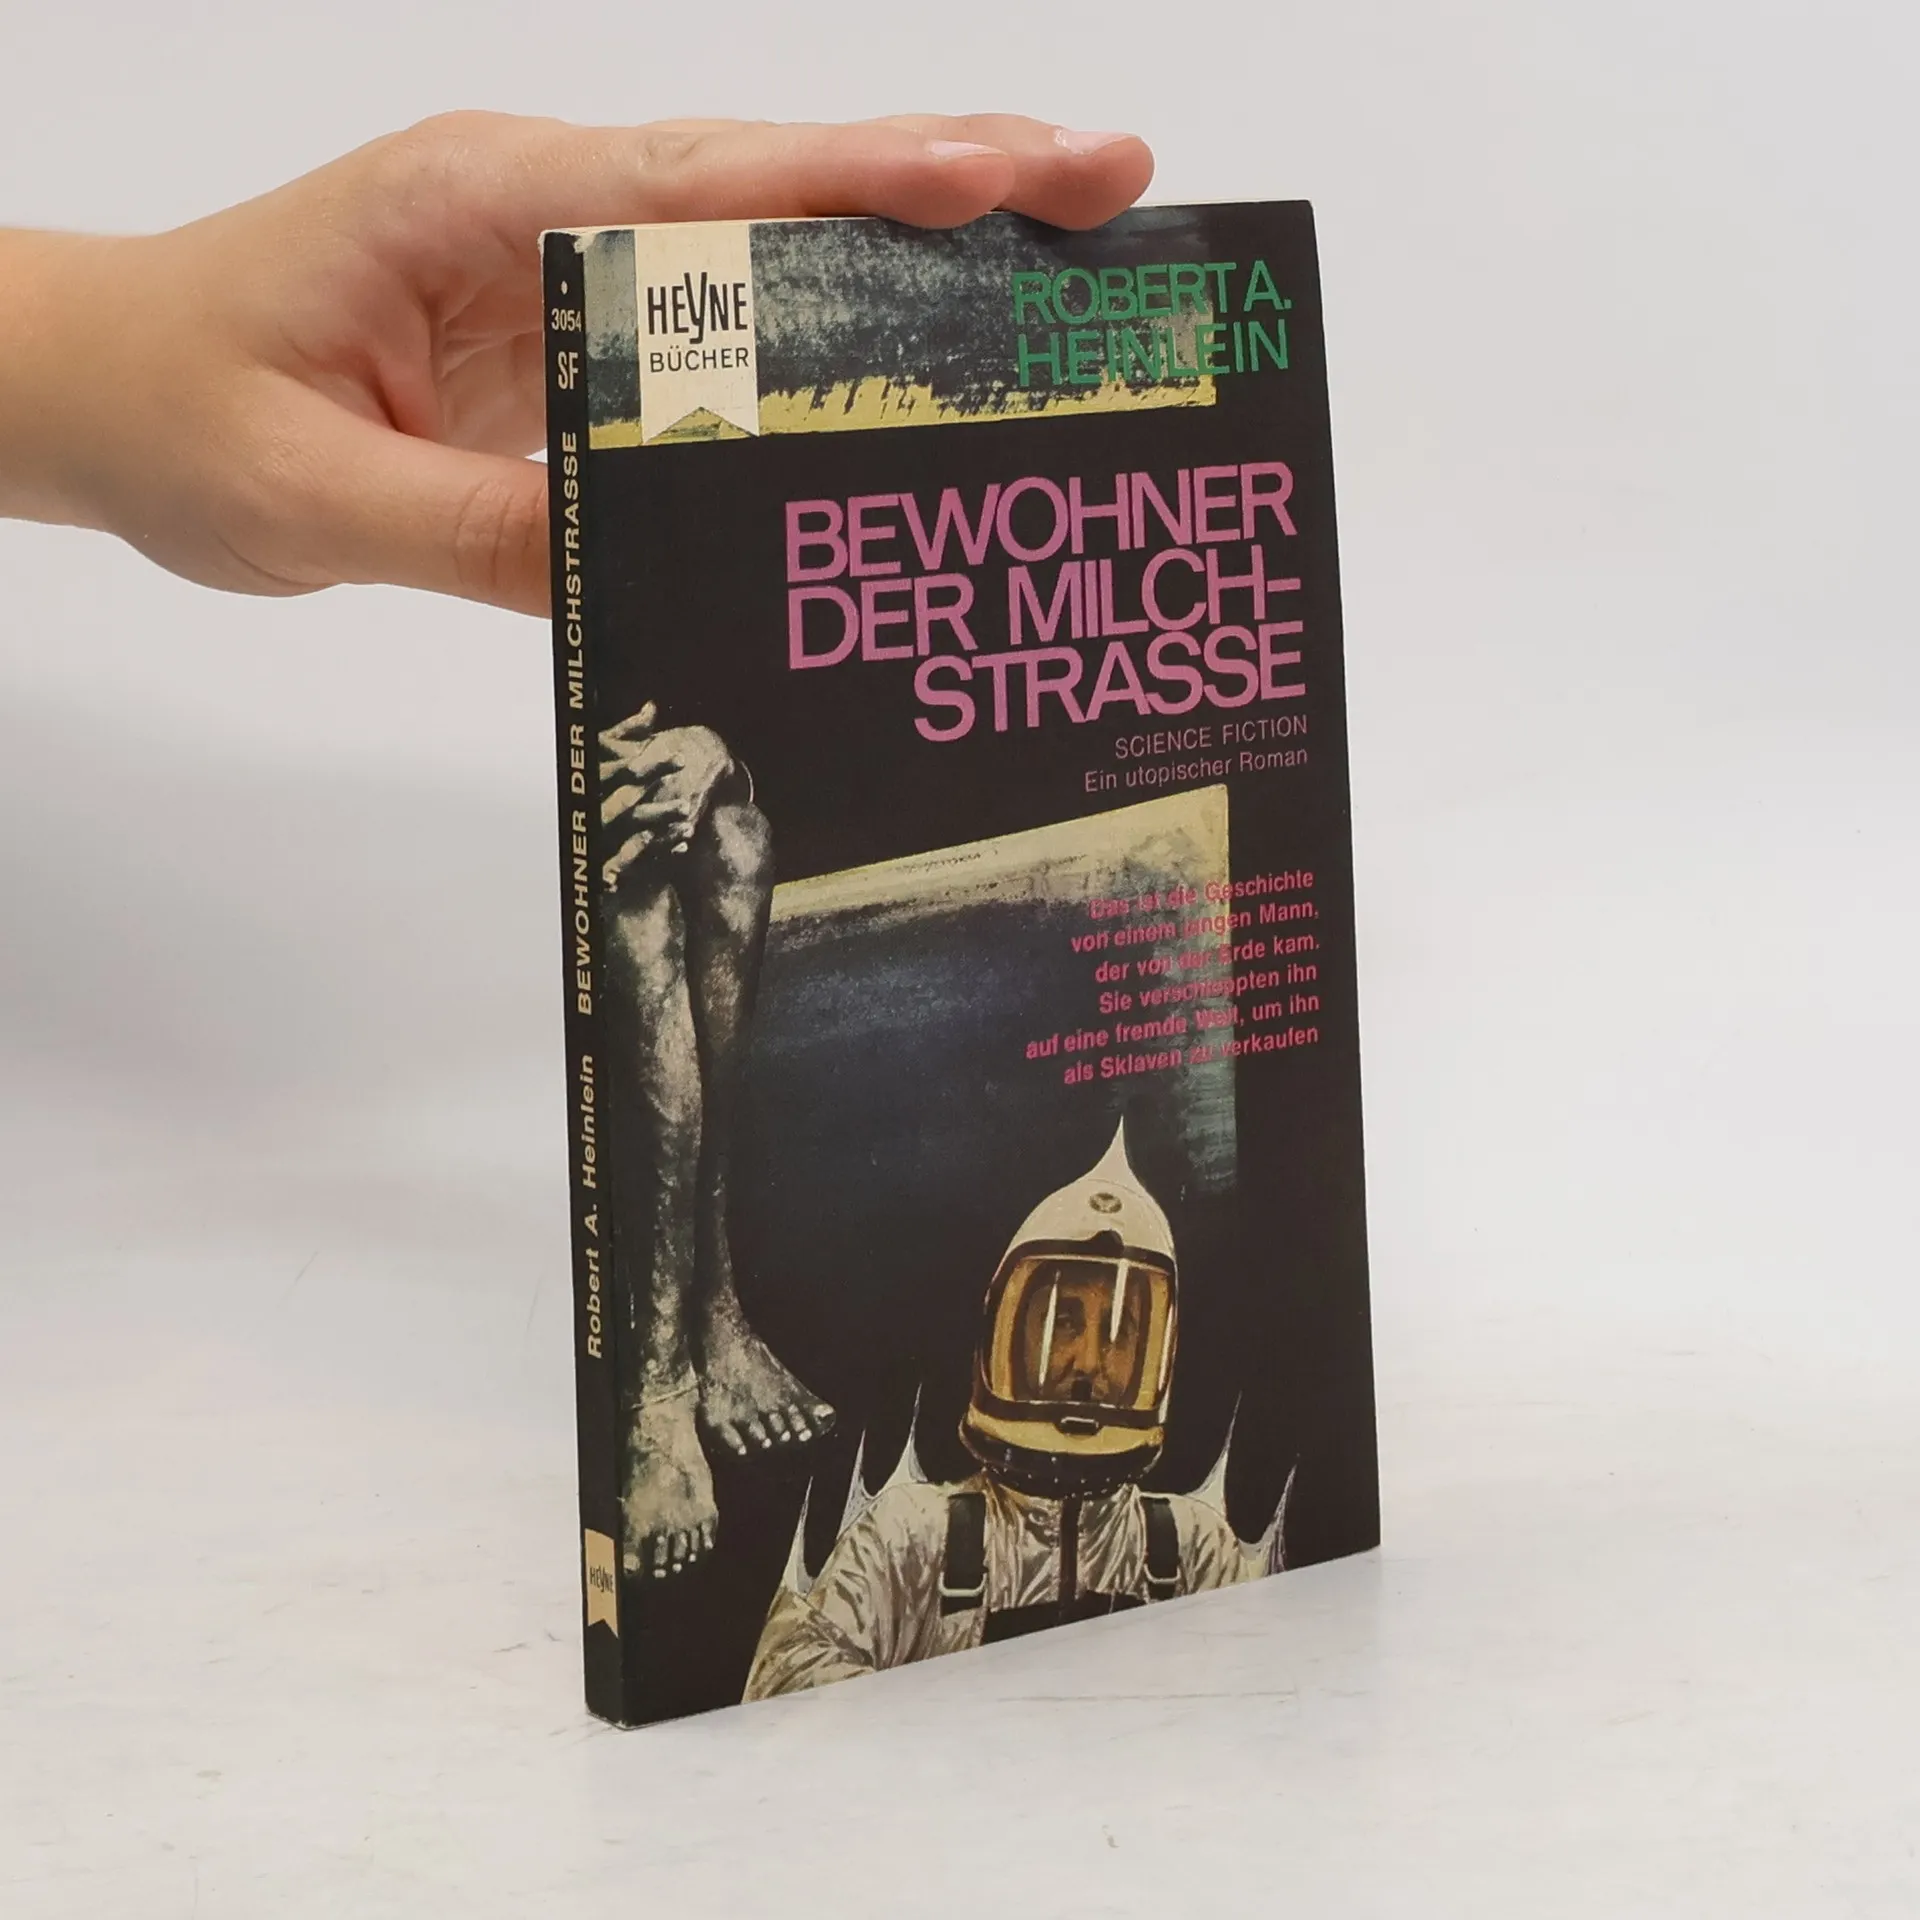 HEYNE
BÜCHER
ROBERT A.
HEINLEIN
BEWOHNER
DER MILCH-
STRASSE
SCIENCE FICTION
Ein utopischer Roman
Das ist die Geschichte
von einem jungen Mann,
der von der Erde kam.
Sie verschleppten ihn
auf eine fremde Welt, um ihn
als Sklaven zu verkaufen
3054
SF
Robert A. Heinlein BEWOHNER DER MILCHSTRASSE
HEYNE